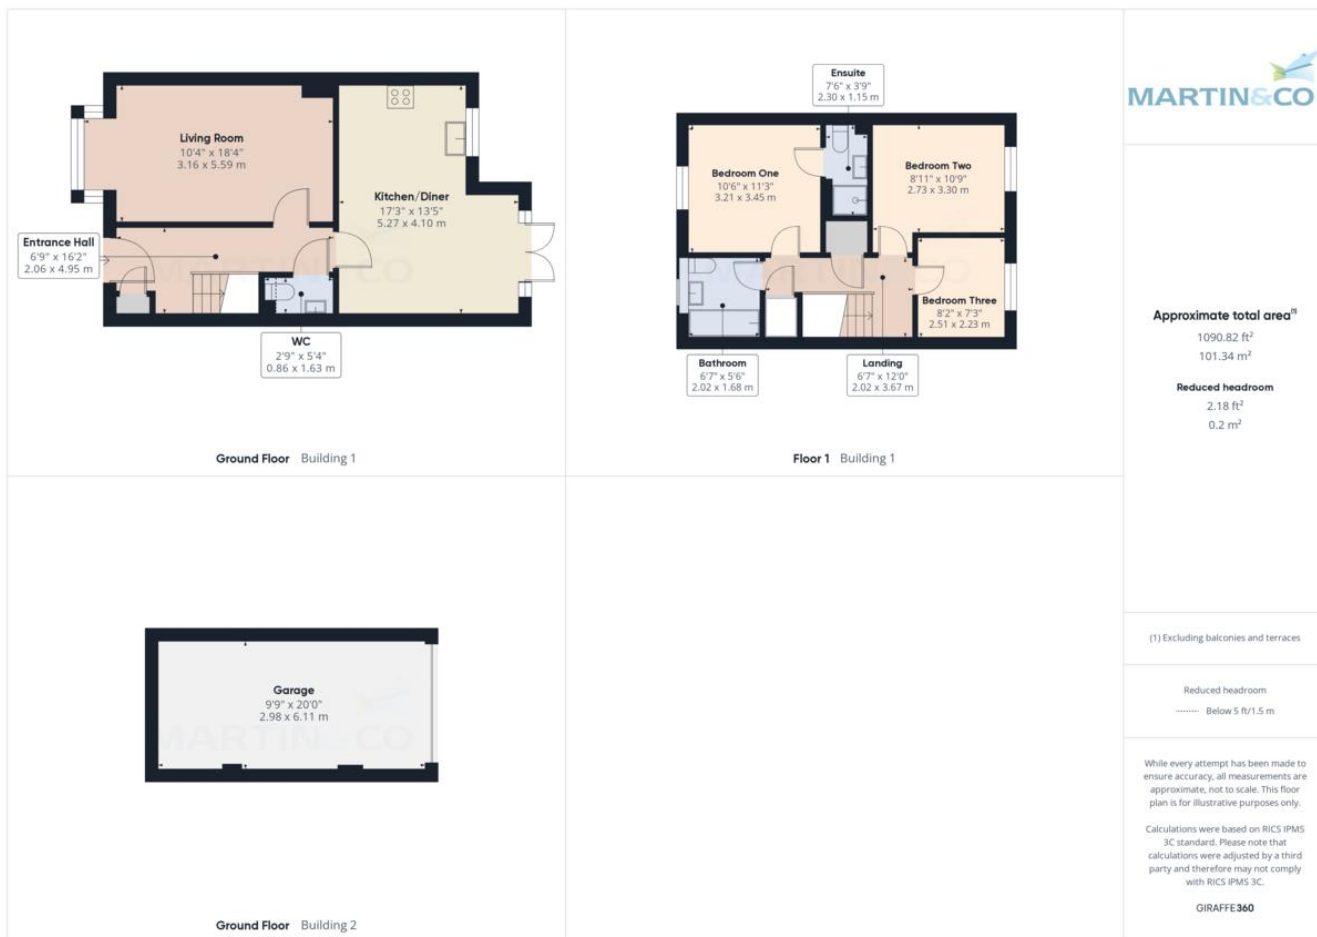 Living Room
10'4" x 18'4"
3.16 x 5.59 m
Kitchen/Diner
17'3" x 13'5"
5.27 x 4.10 m
Entrance Hall
6'9" x 16'2"
2.06 x 4.95 m
MARTIN&CO
WC
2'9" x 5'4"
0.86 x 1.63 m
Ground Floor Building 1
Ensuite
7'6" x 3'9"
2.30 x 1.15 m
Bedroom One
10'6" x 11'3"
3.21 x 3.45 m
Bedroom Two
8'11" x 10'9"
2.73 x 3.30 m
MARTIN&CO
Bedroom Three
8'2" x 7'3"
2.51 x 2.23 m
Bathroom
6'7" x 5'6"
2.02 x 1.68 m
Landing
6'7" x 12'0"
2.02 x 3.67 m
Floor 1 Building 1
Garage
9'9" x 20'0"
2.98 x 6.11 m
MARTIN&CO
Ground Floor Building 2
MARTIN&CO
Approximate total area(1)
1090.82 ft²
101.34 m²
Reduced headroom
2.18 ft²
0.2 m²
(1) Excluding balconies and terraces
Reduced headroom
Below 5 ft/1.5 m
While every attempt has been made to
ensure accuracy, all measurements are
approximate, not to scale. This floor
plan is for illustrative purposes only.
Calculations were based on RICS IPMS
3C standard. Please note that
calculations were adjusted by a third
party and therefore may not comply
with RICS IPMS 3C.
GIRAFFE360